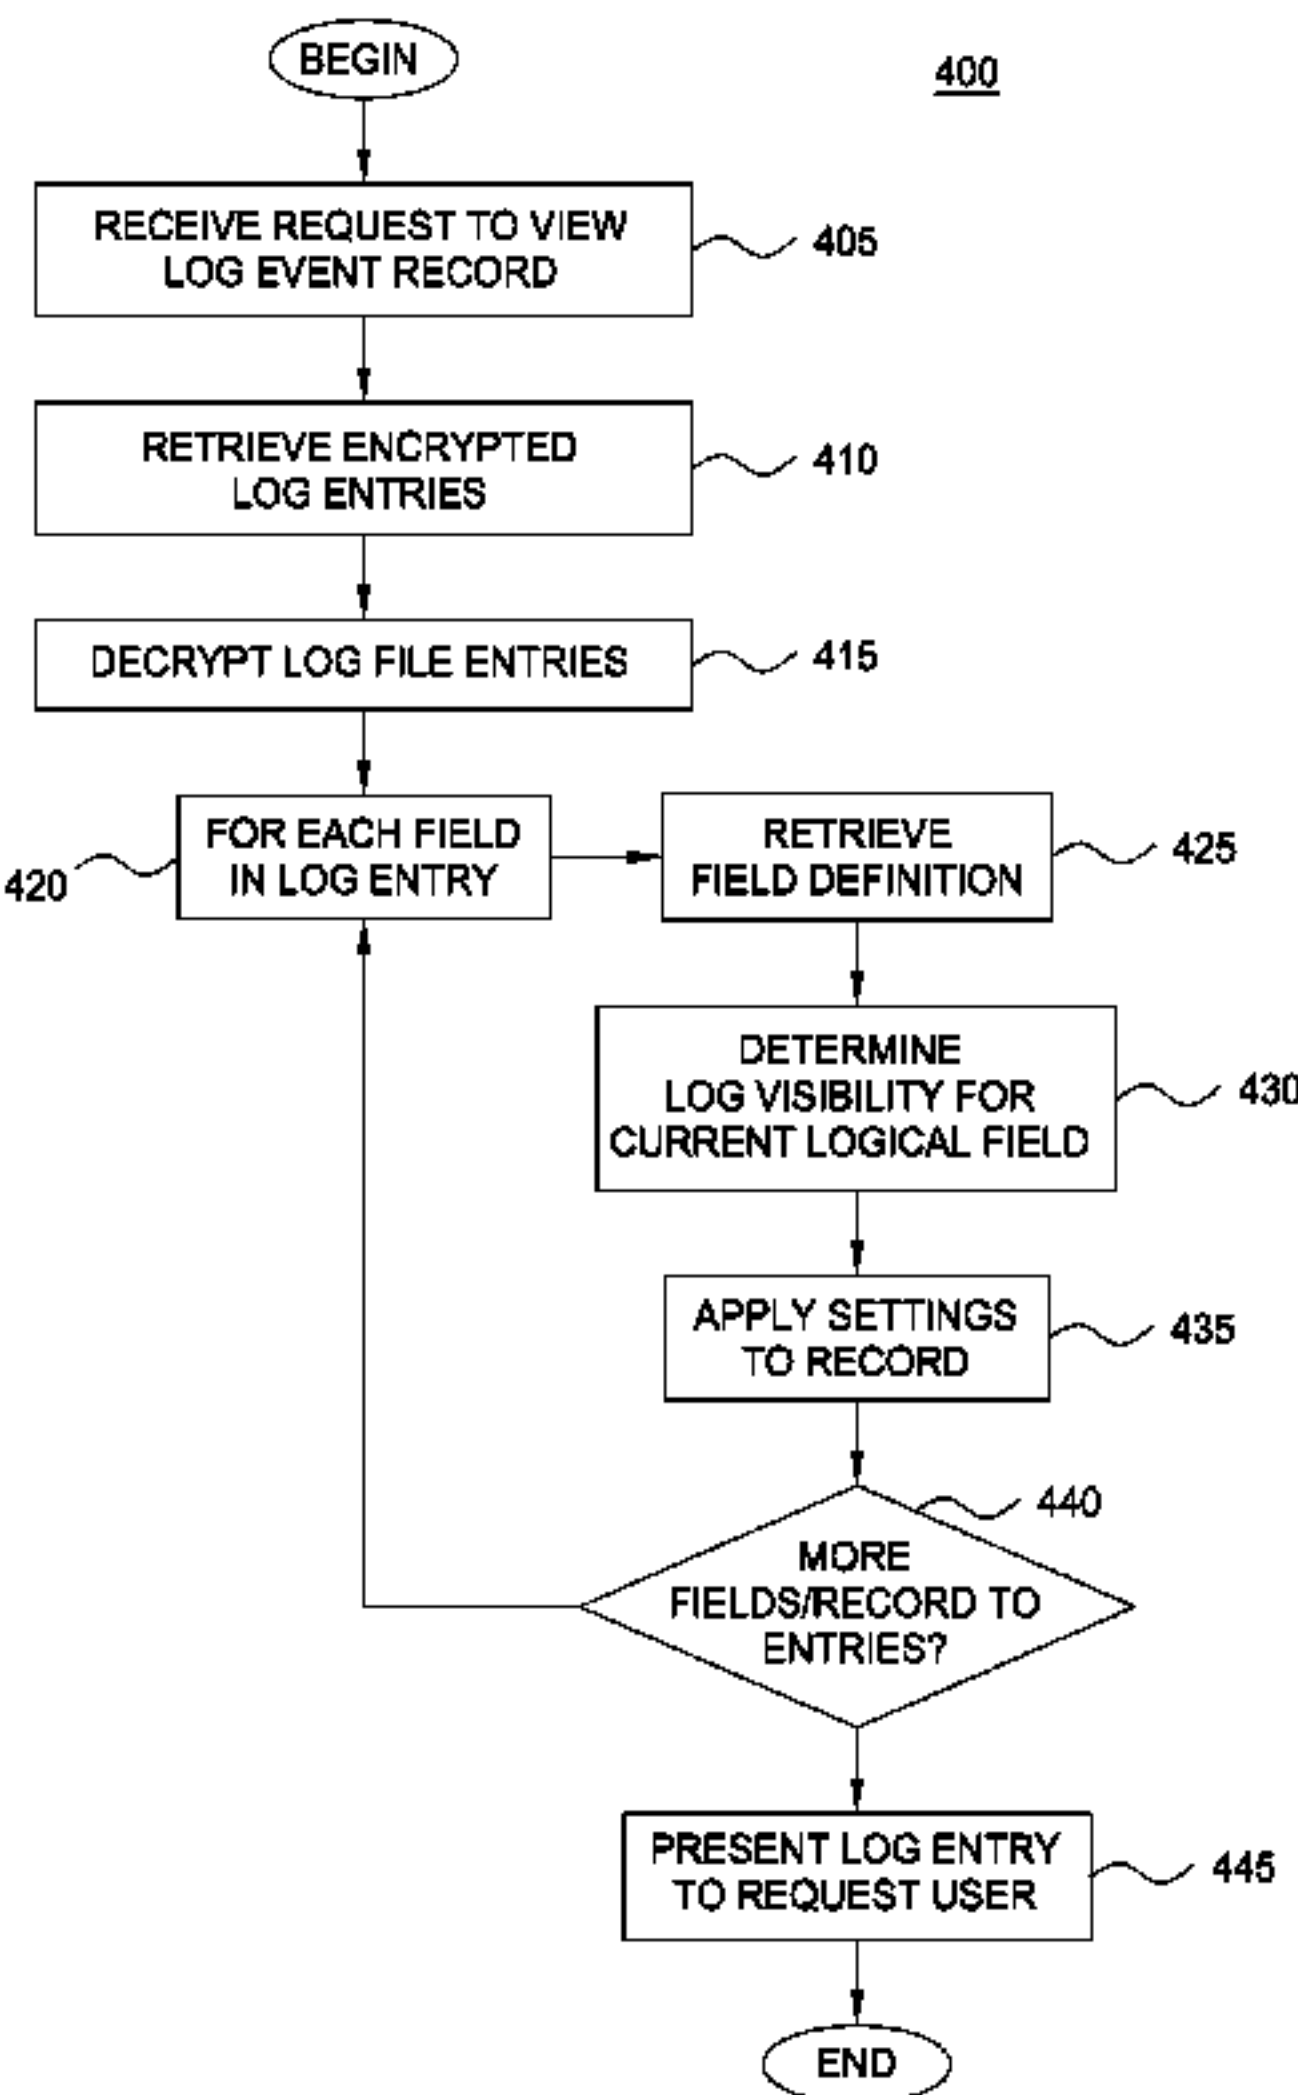 BEGIN
400
RECEIVE REQUEST TO VIEW
LOG EVENT RECORD
405
RETRIEVE ENCRYPTED
LOG ENTRIES
410
DECRYPT LOG FILE ENTRIES
415
FOR EACH FIELD
IN LOG ENTRY
420
RETRIEVE
FIELD DEFINITION
425
DETERMINE
LOG VISIBILITY FOR
CURRENT LOGICAL FIELD
430
APPLY SETTINGS
TO RECORD
435
440
MORE
FIELDS/RECORD TO
ENTRIES?
PRESENT LOG ENTRY
TO REQUEST USER
445
END